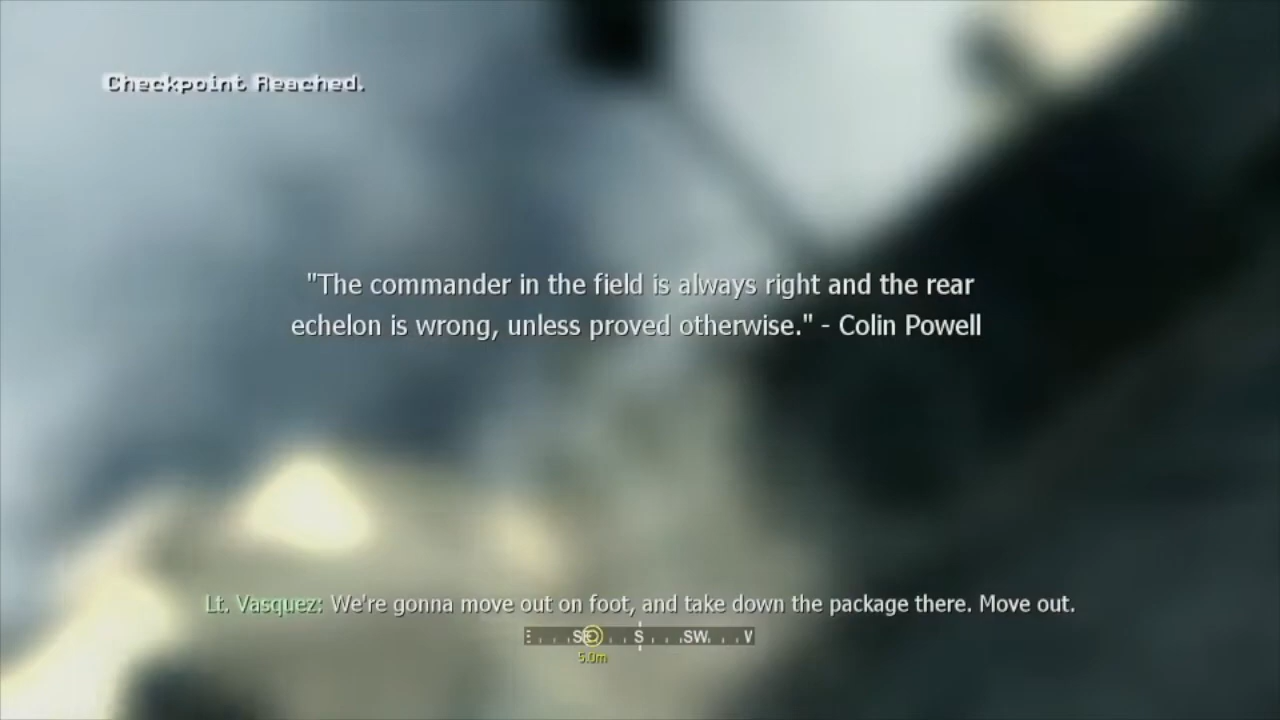 Checkpoint Reached.
"The commander in the field is always right and the rear
echelon is wrong, unless proved otherwise." - Colin Powell
Lt. Vasquez: We're gonna move out on foot, and take down the package there. Move out.
SE S SW
5.0m